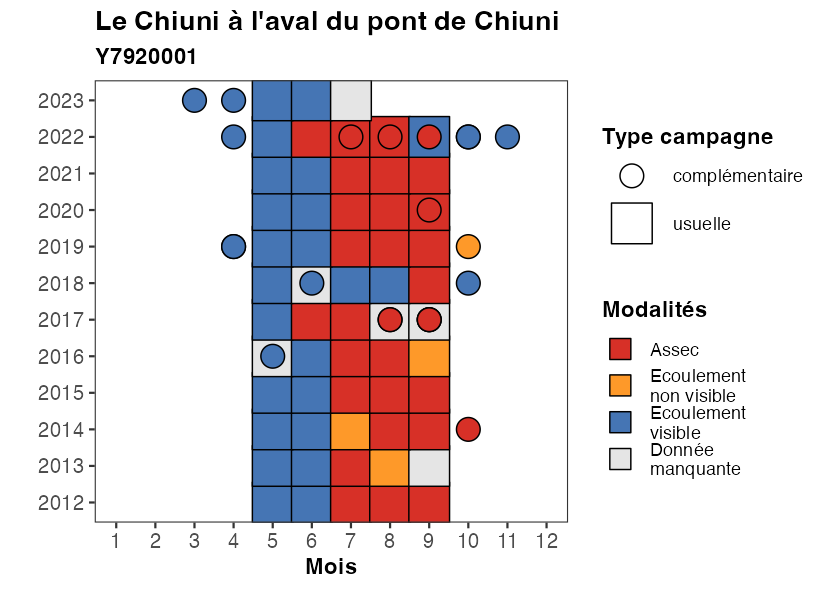 Le Chiuni à l'aval du pont de Chiuni
Y7920001
2023
2022
2021
2020
2019
2018
2017
2016
2015
2014
2013
2012
1 2 3 4 5 6 7 8 9 10 11 12
Mois
Type campagne
complémentaire
usuelle
Modalités
Assec
Ecoulement
non visible
Ecoulement
visible
Donnée
manquante